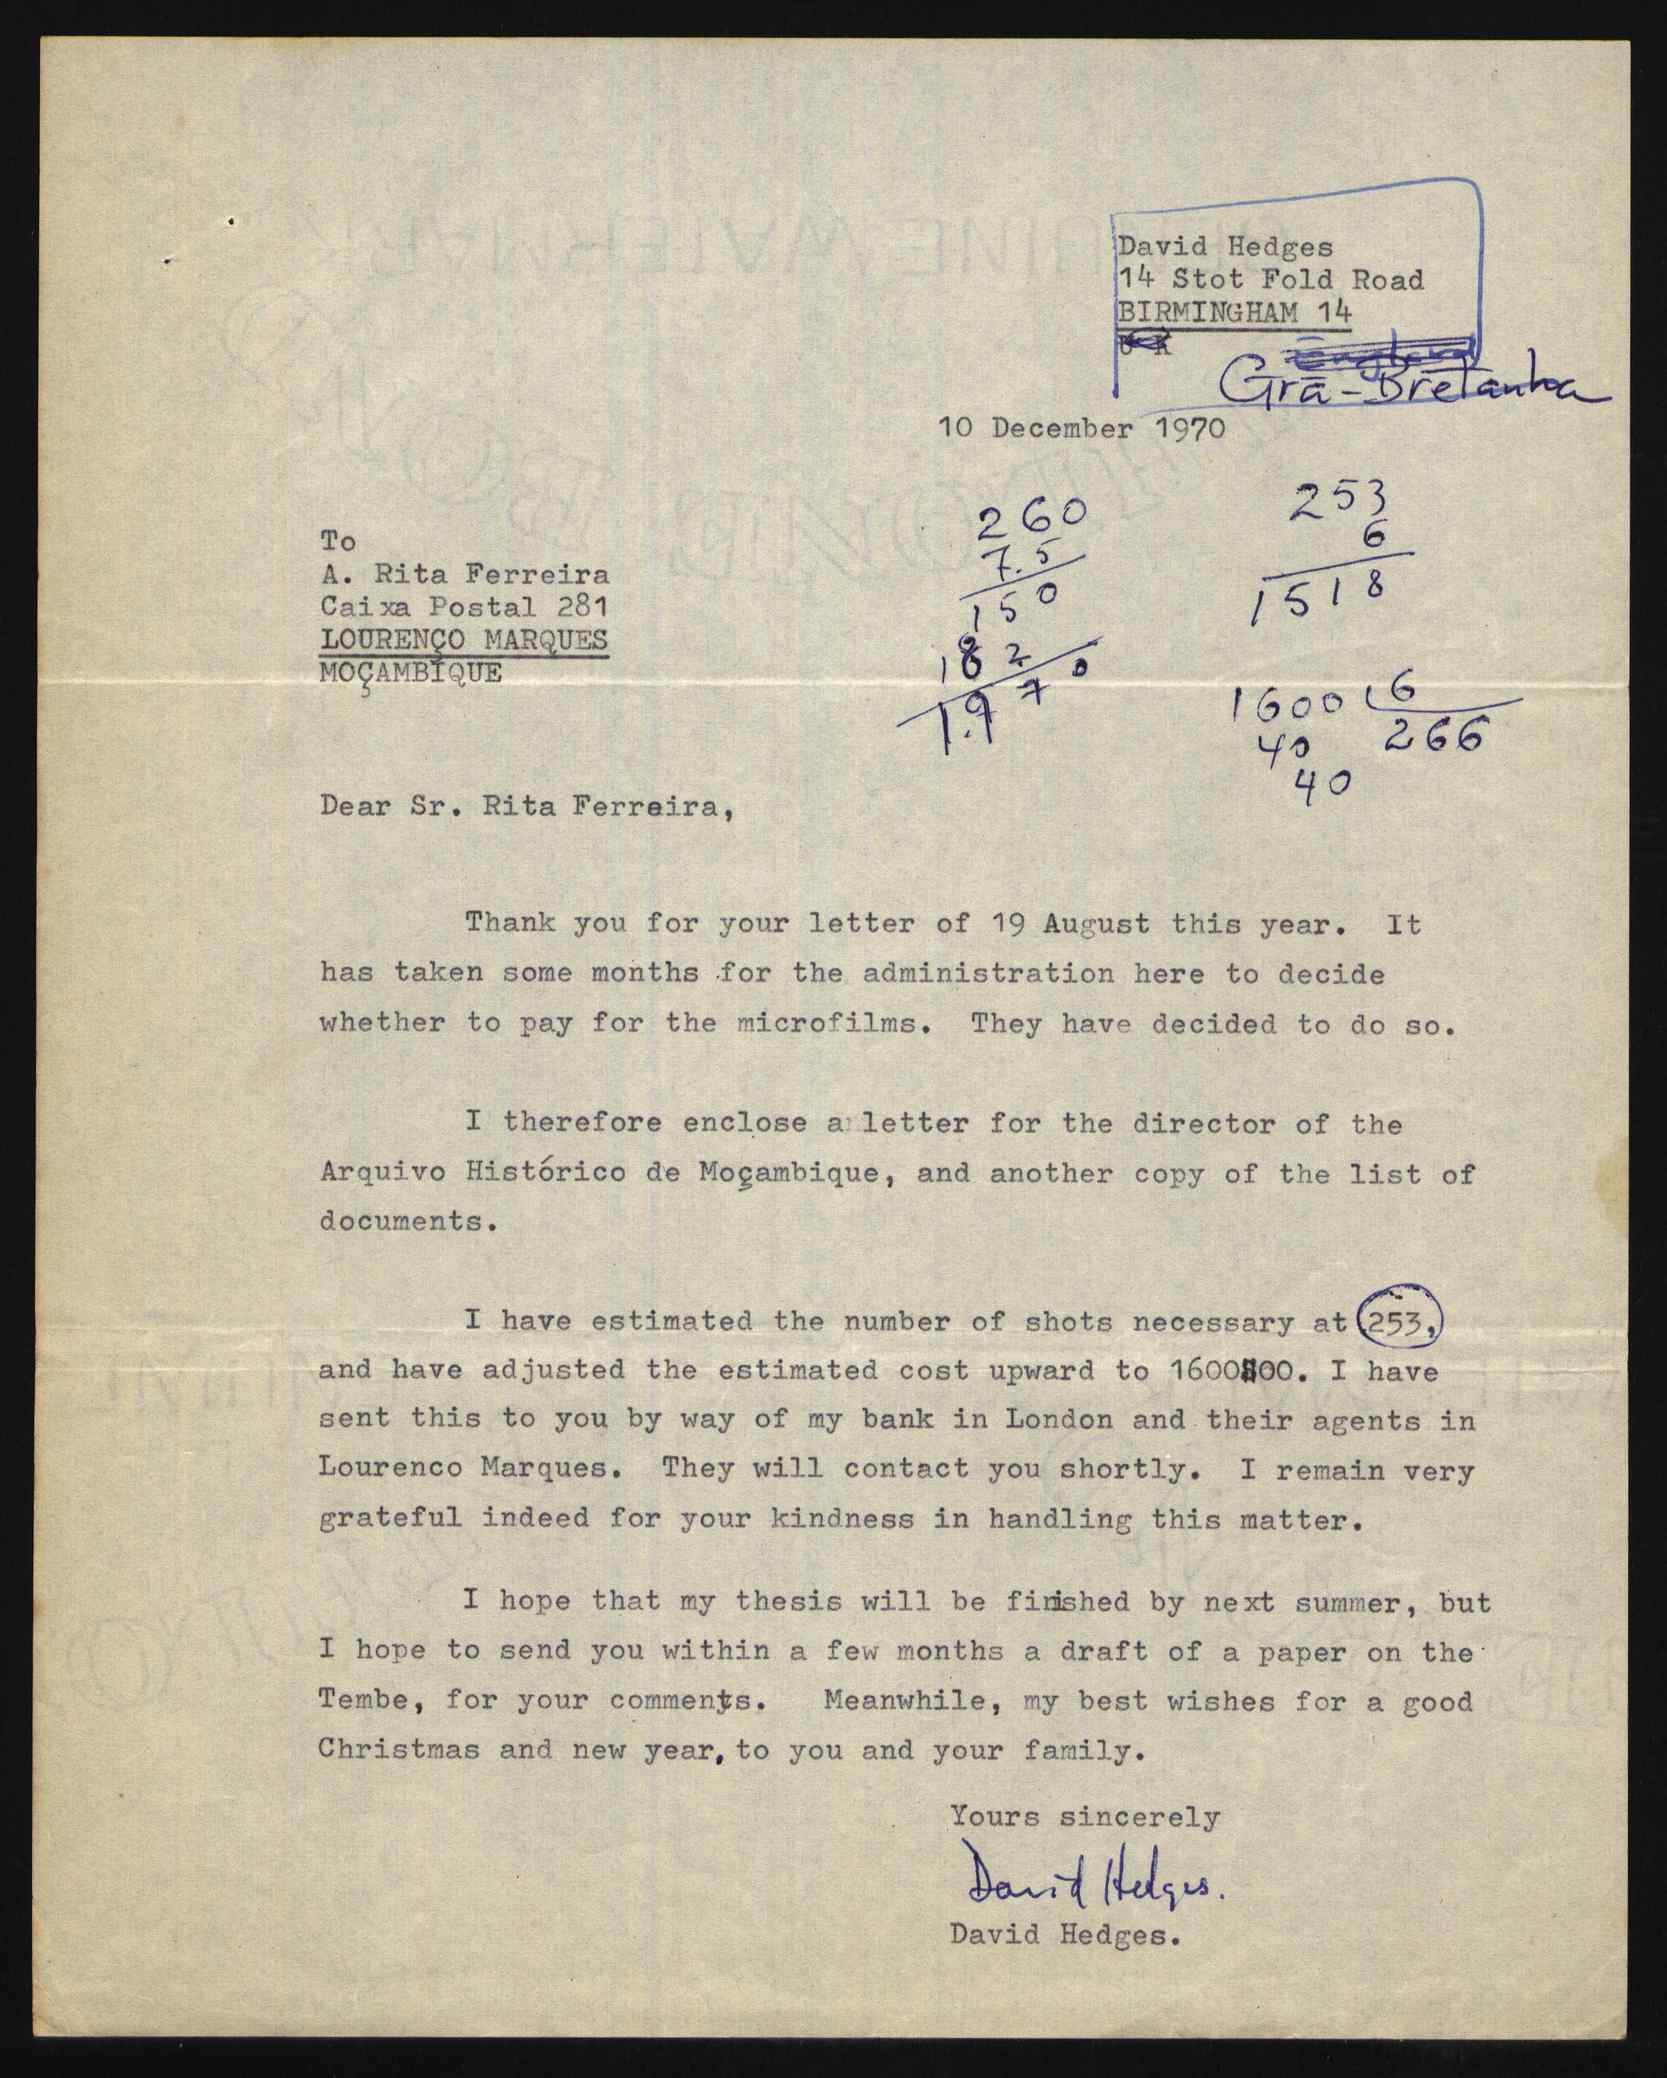 David Hedges
14 Stot Fold Road
BIRMINGHAM 14
U K
England
Grã-Bretanha
10 December 1970
260
7.5
150
182
1.970
253
6
1518
1600 6
40 266
40
To
A. Rita Ferreira
Caixa Postal 281
LOURENÇO MARQUES
MOÇAMBIQUE
Dear Sr. Rita Ferreira,
Thank you for your letter of 19 August this year. It
has taken some months for the administration here to decide
whether to pay for the microfilms. They have decided to do so.
I therefore enclose a letter for the director of the
Arquivo Histórico de Moçambique, and another copy of the list of
documents.
I have estimated the number of shots necessary at 253,
and have adjusted the estimated cost upward to 1600$00. I have
sent this to you by way of my bank in London and their agents in
Lourenco Marques. They will contact you shortly. I remain very
grateful indeed for your kindness in handling this matter.
I hope that my thesis will be finished by next summer, but
I hope to send you within a few months a draft of a paper on the
Tembe, for your comments. Meanwhile, my best wishes for a good
Christmas and new year, to you and your family.
Yours sincerely
David Hedges.
David Hedges.